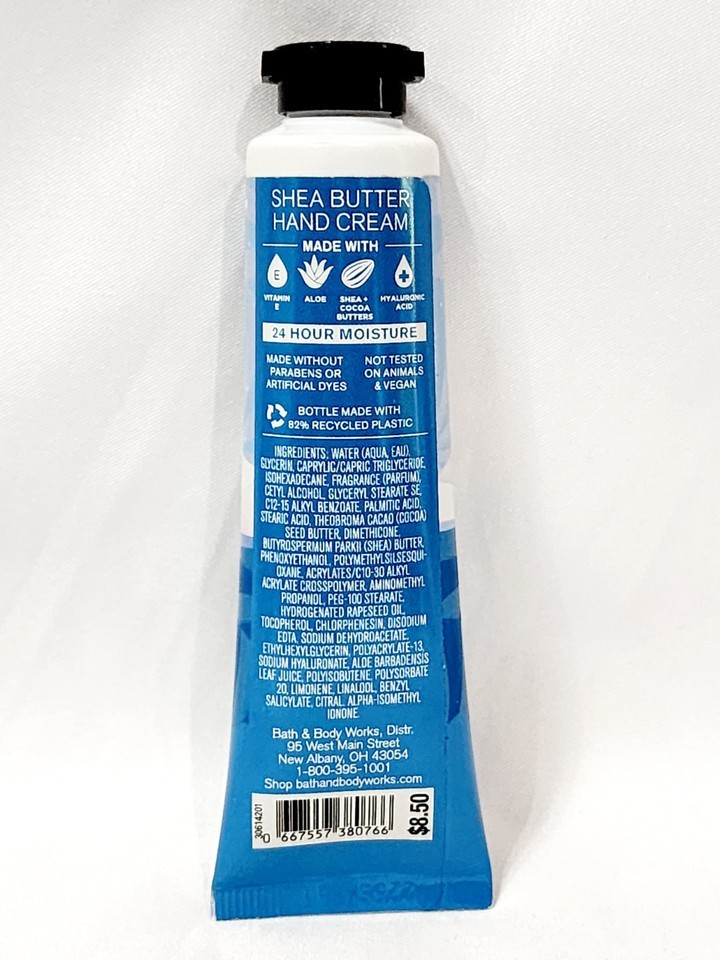 SHEA BUTTER
HAND CREAM
MADE WITH
E
VITAMIN
E
ALOE
SHEA +
COCOA
BUTTERS
HYALURONIC
ACID
24 HOUR MOISTURE
MADE WITHOUT
PARABENS OR
ARTIFICIAL DYES
NOT TESTED
ON ANIMALS
& VEGAN
BOTTLE MADE WITH
82% RECYCLED PLASTIC
INGREDIENTS: WATER (AQUA, EAU),
GLYCERIN, CAPRYLIC/CAPRIC TRIGLYCERIDE,
ISOHEXADECANE, FRAGRANCE (PARFUM),
CETYL ALCOHOL, GLYCERYL STEARATE SE,
C12-15 ALKYL BENZOATE, PALMITIC ACID,
STEARIC ACID, THEOBROMA CACAO (COCOA)
SEED BUTTER, DIMETHICONE,
BUTYROSPERMUM PARKII (SHEA) BUTTER,
PHENOXYETHANOL, POLYMETHYLSILSESQUI-
OXANE, ACRYLATES/C10-30 ALKYL
ACRYLATE CROSSPOLYMER, AMINOMETHYL
PROPANOL, PEG-100 STEARATE,
HYDROGENATED RAPESEED OIL,
TOCOPHEROL, CHLORPHENESIN, DISODIUM
EDTA, SODIUM DEHYDROACETATE,
ETHYLHEXYLGLYCERIN, POLYACRYLATE-13,
SODIUM HYALURONATE, ALOE BARBADENSIS
LEAF JUICE, POLYISOBUTENE, POLYSORBATE
20, LIMONENE, LINALOOL, BENZYL
SALICYLATE, CITRAL, ALPHA-ISOMETHYL
IONONE.
Bath & Body Works, Distr.
95 West Main Street
New Albany, OH 43054
1-800-395-1001
Shop bathandbodyworks.com
30614201
0 667557 380766
$8.50